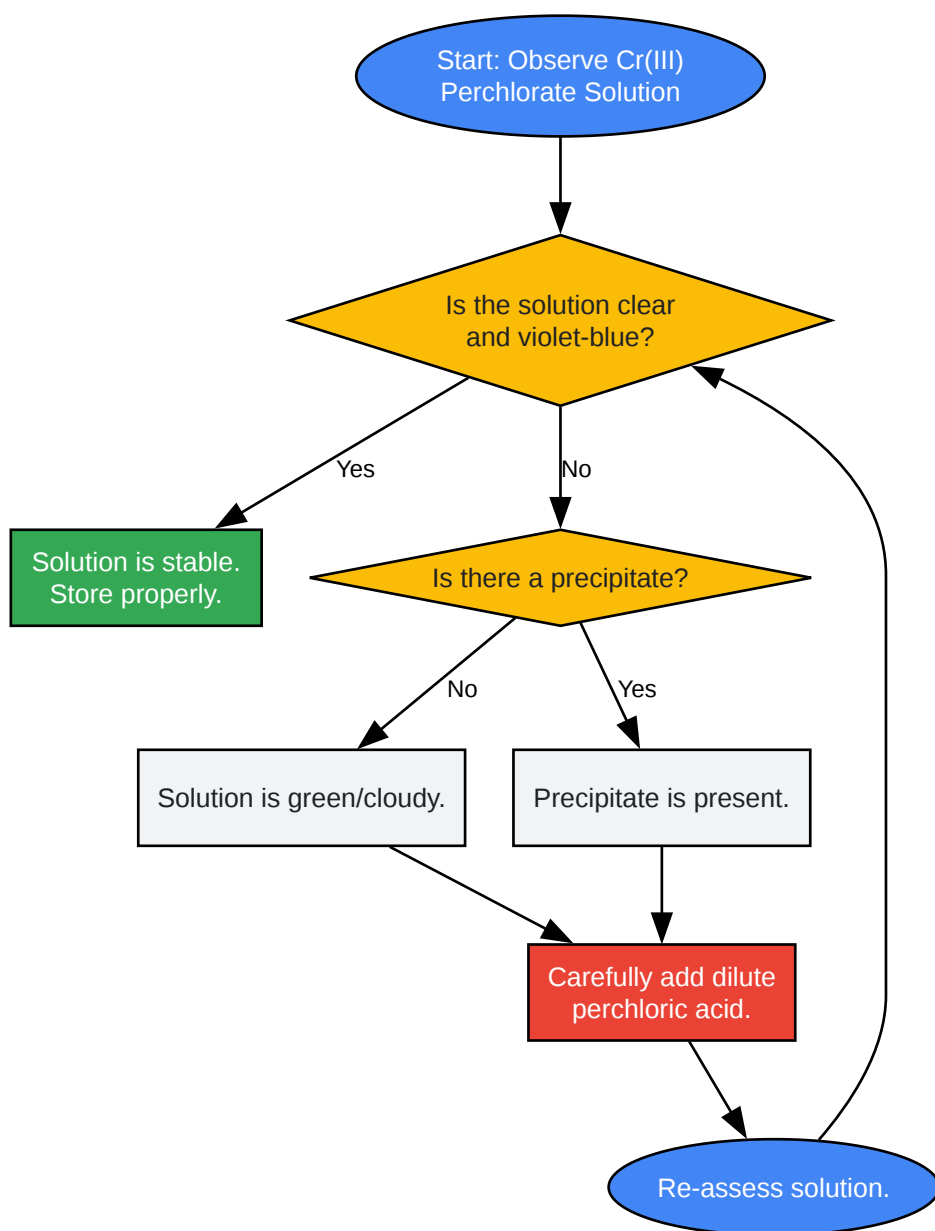 Start: Observe Cr(III)
Perchlorate Solution
Is the solution clear
and violet-blue?
Yes
No
Solution is stable.
Store properly.
Is there a precipitate?
No
Yes
Solution is green/cloudy.
Precipitate is present.
Carefully add dilute
perchloric acid.
Re-assess solution.